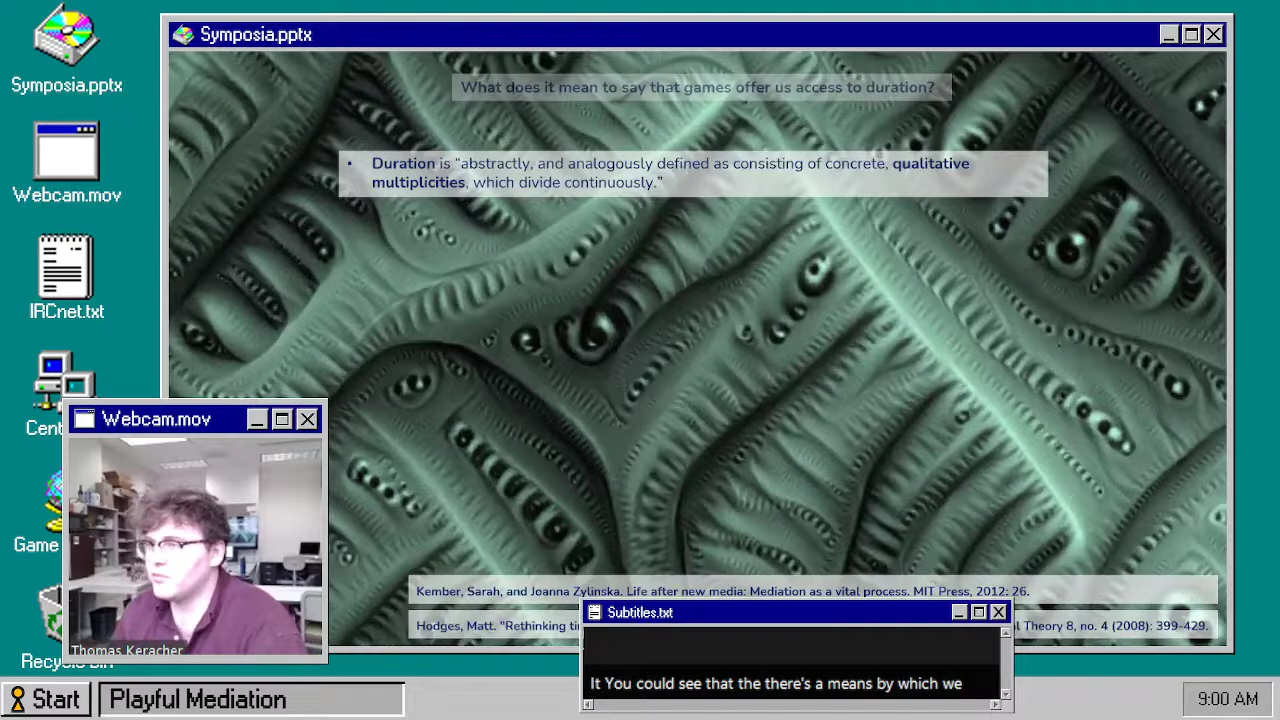 Symposia.pptx
Symposia.pptx
What does it mean to say that games offer us access to duration?
• Duration is “abstractly, and analogously defined as consisting of concrete, qualitative
multiplicities, which divide continuously.”
Webcam.mov
IRCnet.txt
Cent
Game
Recycle Bin
Webcam.mov
Thomas Keracher
Kember, Sarah, and Joanna Zylinska. Life after new media: Mediation as a vital process. MIT Press, 2012: 26.
Hodges, Matt. "Rethinking ti
l Theory 8, no. 4 (2008): 399-429.
Subtitles.txt
It You could see that the there's a means by which we
Start
Playful Mediation
9:00 AM